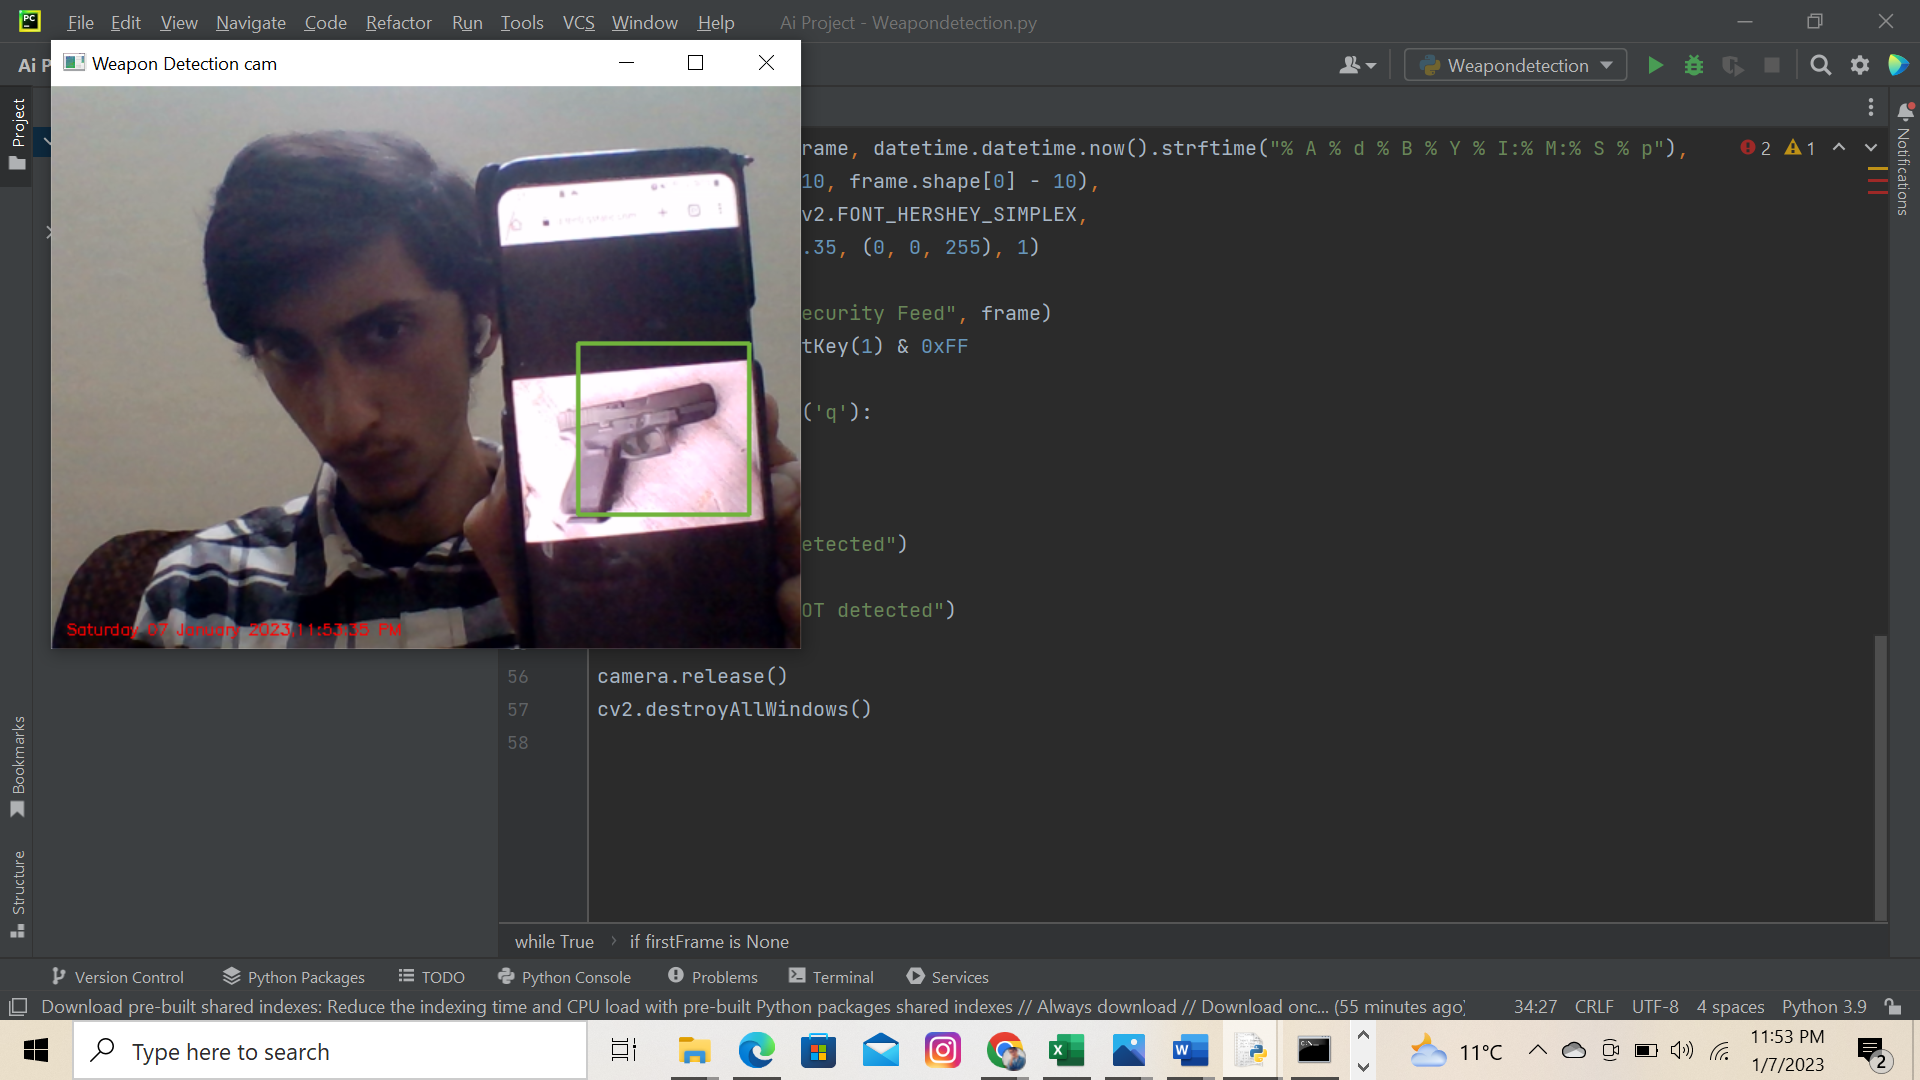 PC File Edit View Navigate Code Refactor Run Tools VCS Window Help Ai Project - Weapondetection.py
Ai P
Weapon Detection cam
Weapondetection
Project
Notifications
rame, datetime.datetime.now().strftime("% A % d % B % Y % I:% M:% S % p"),
2 1
10, frame.shape[0] - 10),
v2.FONT_HERSHEY_SIMPLEX,
.35, (0, 0, 255), 1)
ecurity Feed", frame)
tKey(1) & 0xFF
('q'):
etected")
OT detected")
Saturday 07 January 2023 11:53:35 PM
56 camera.release()
57 cv2.destroyAllWindows()
58
Bookmarks
Structure
while True › if firstFrame is None
Version Control Python Packages TODO Python Console Problems Terminal Services
Download pre-built shared indexes: Reduce the indexing time and CPU load with pre-built Python packages shared indexes // Always download // Download onc... (55 minutes ago) 34:27 CRLF UTF-8 4 spaces Python 3.9
Type here to search
11°C
11:53 PM
1/7/2023
2